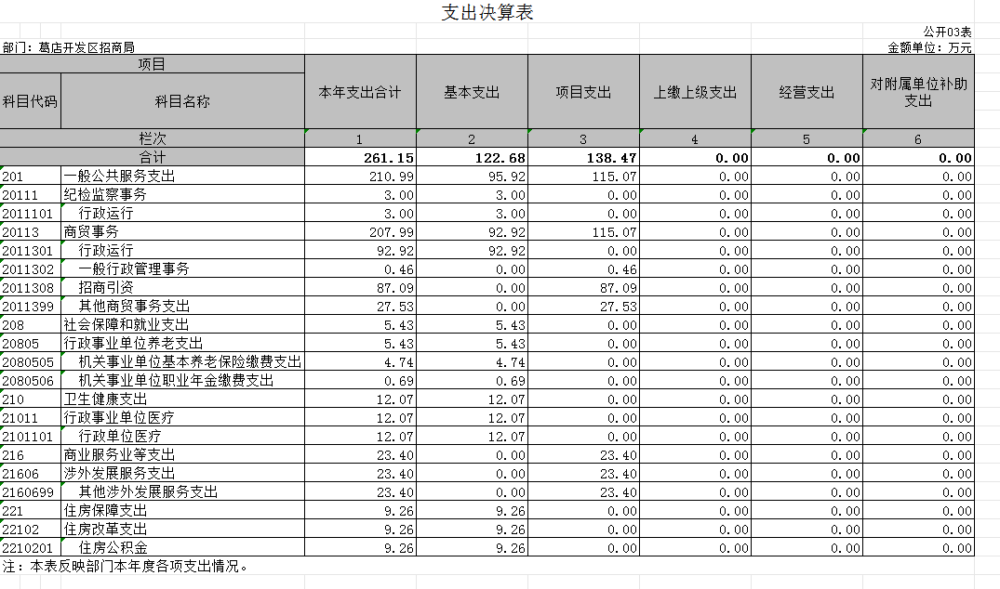 支出决算表
公开03表
部门：葛店开发区招商局 金额单位：万元
项目 本年支出合计 基本支出 项目支出 上缴上级支出 经营支出 对附属单位补助支出
科目代码 科目名称
栏次 1 2 3 4 5 6
合计 261.15 122.68 138.47 0.00 0.00 0.00
201 一般公共服务支出 210.99 95.92 115.07 0.00 0.00 0.00
20111 纪检监察事务 3.00 3.00 0.00 0.00 0.00 0.00
2011101 行政运行 3.00 3.00 0.00 0.00 0.00 0.00
20113 商贸事务 207.99 92.92 115.07 0.00 0.00 0.00
2011301 行政运行 92.92 92.92 0.00 0.00 0.00 0.00
2011302 一般行政管理事务 0.46 0.00 0.46 0.00 0.00 0.00
2011308 招商引资 87.09 0.00 87.09 0.00 0.00 0.00
2011399 其他商贸事务支出 27.53 0.00 27.53 0.00 0.00 0.00
208 社会保障和就业支出 5.43 5.43 0.00 0.00 0.00 0.00
20805 行政事业单位养老支出 5.43 5.43 0.00 0.00 0.00 0.00
2080505 机关事业单位基本养老保险缴费支出 4.74 4.74 0.00 0.00 0.00 0.00
2080506 机关事业单位职业年金缴费支出 0.69 0.69 0.00 0.00 0.00 0.00
210 卫生健康支出 12.07 12.07 0.00 0.00 0.00 0.00
21011 行政事业单位医疗 12.07 12.07 0.00 0.00 0.00 0.00
2101101 行政单位医疗 12.07 12.07 0.00 0.00 0.00 0.00
216 商业服务业等支出 23.40 0.00 23.40 0.00 0.00 0.00
21606 涉外发展服务支出 23.40 0.00 23.40 0.00 0.00 0.00
2160699 其他涉外发展服务支出 23.40 0.00 23.40 0.00 0.00 0.00
221 住房保障支出 9.26 9.26 0.00 0.00 0.00 0.00
22102 住房改革支出 9.26 9.26 0.00 0.00 0.00 0.00
2210201 住房公积金 9.26 9.26 0.00 0.00 0.00 0.00
注：本表反映部门本年度各项支出情况。